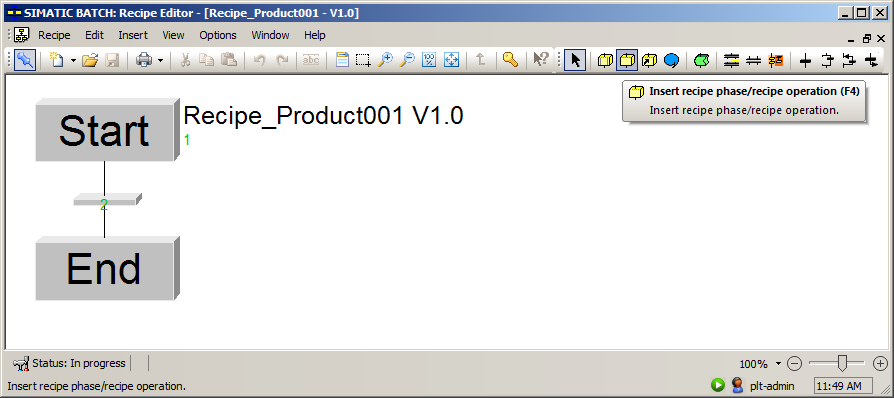 SIMATIC BATCH: Recipe Editor - [Recipe_Product001 - V1.0]
Recipe Edit Insert View Options Window Help
abc 100%
Insert recipe phase/recipe operation (F4)
Insert recipe phase/recipe operation.
Start
Recipe_Product001 V1.0
1
2
End
Status: In progress
100%
Insert recipe phase/recipe operation.
plt-admin
11:49 AM